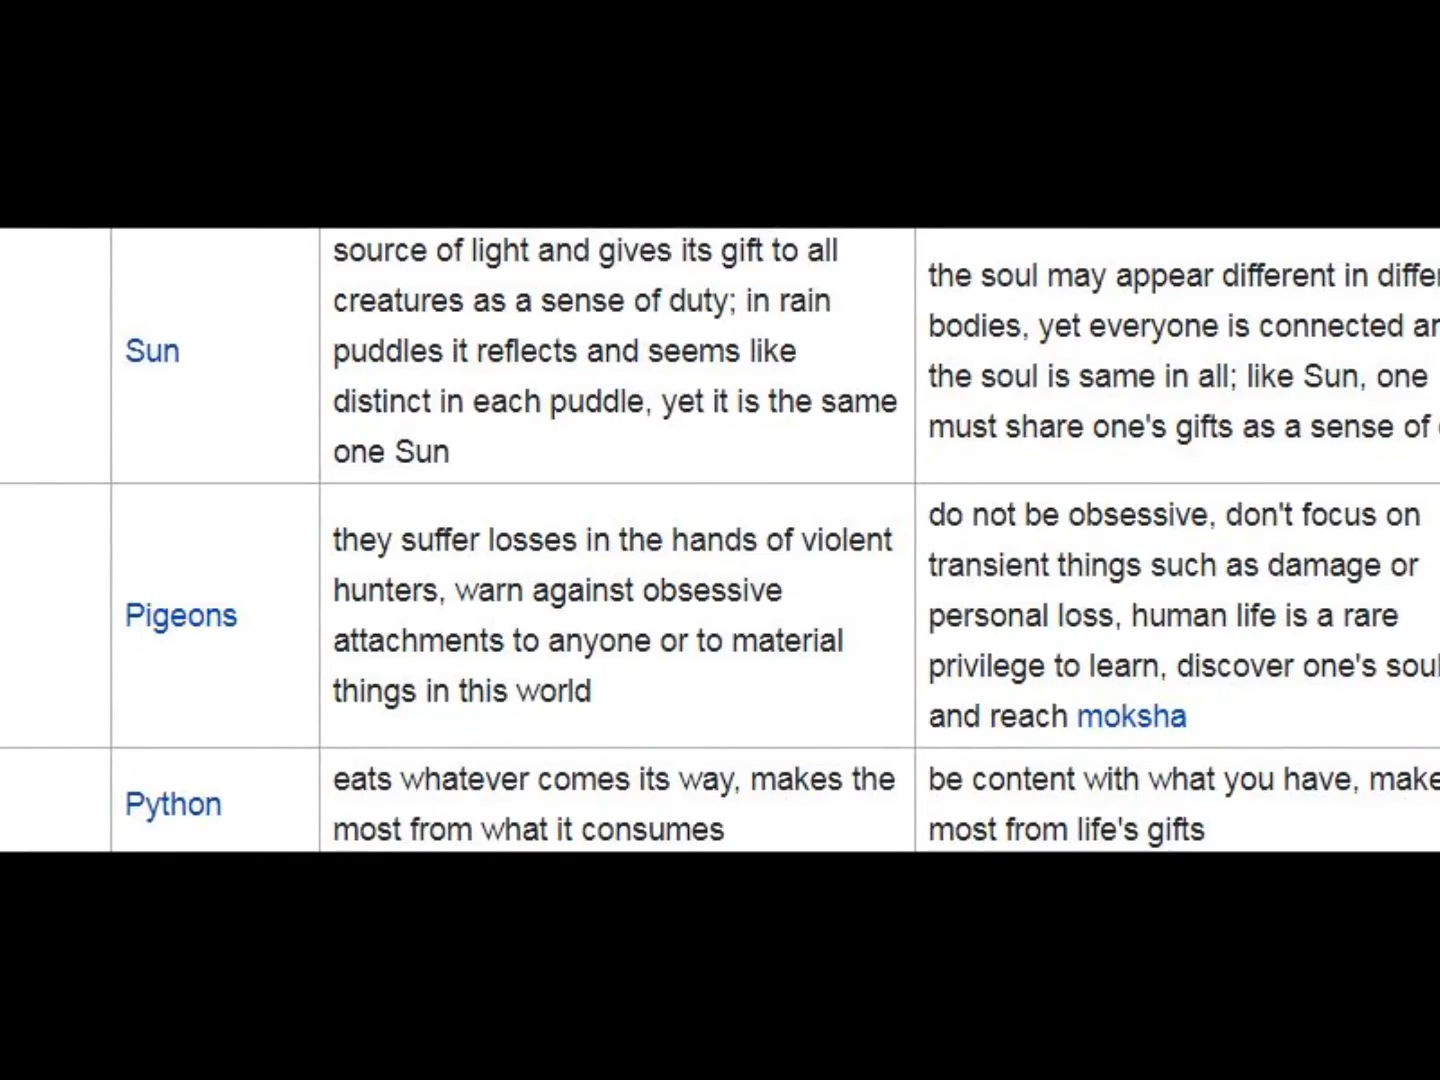 Sun
source of light and gives its gift to all
creatures as a sense of duty; in rain
puddles it reflects and seems like
distinct in each puddle, yet it is the same
one Sun
the soul may appear different in
bodies, yet everyone is connected
the soul is same in all; like Sun, one
must share one's gifts as a sense of
Pigeons
they suffer losses in the hands of violent
hunters, warn against obsessive
attachments to anyone or to material
things in this world
do not be obsessive, don't focus on
transient things such as damage or
personal loss, human life is a rare
privilege to learn, discover one's soul
and reach moksha
Python
eats whatever comes its way, makes the
most from what it consumes
be content with what you have, make
most from life's gifts